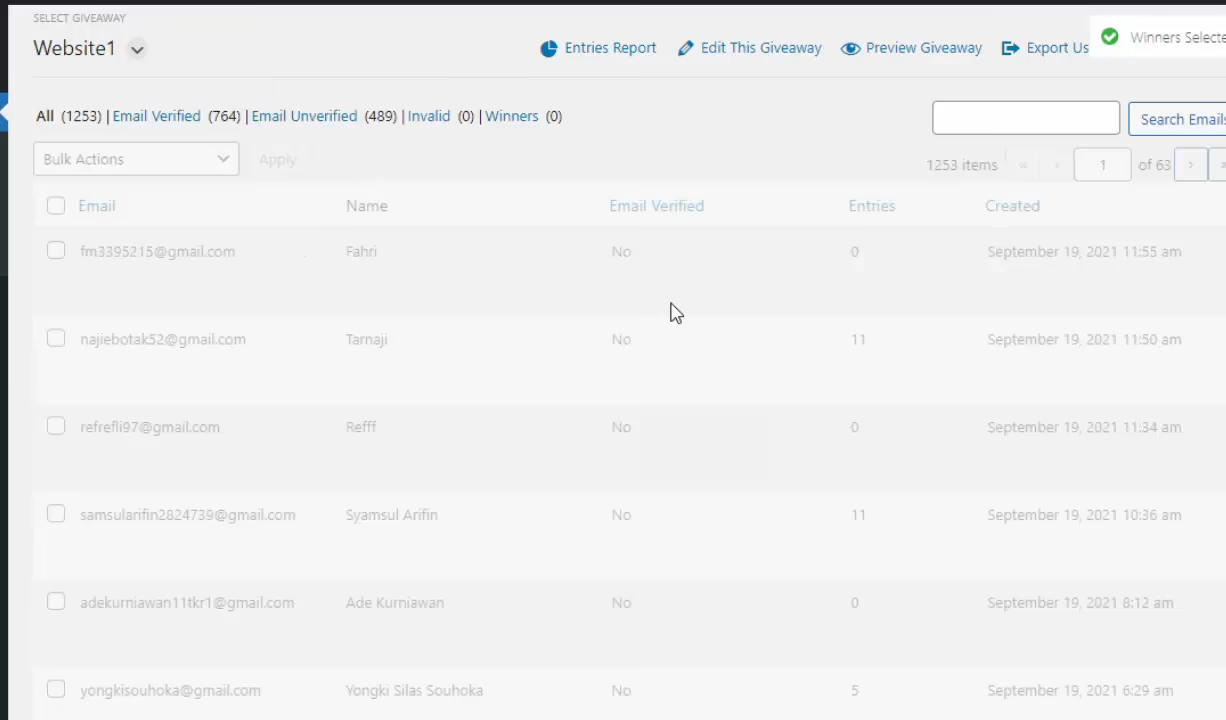 SELECT GIVEAWAY
Website1
Entries Report Edit This Giveaway Preview Giveaway Export Us
Winners Selecte
All (1253) | Email Verified (764) | Email Unverified (489) | Invalid (0) | Winners (0)
Search Emails
Bulk Actions Apply
1253 items « ‹ 1 of 63 › »
Email Name Email Verified Entries Created
fm3395215@gmail.com Fahri No 0 September 19, 2021 11:55 am
najiebotak52@gmail.com Tarnaji No 11 September 19, 2021 11:50 am
refrefli97@gmail.com Refff No 0 September 19, 2021 11:34 am
samsularifin2824739@gmail.com Syamsul Arifin No 11 September 19, 2021 10:36 am
adekurniawan11tkr1@gmail.com Ade Kurniawan No 0 September 19, 2021 8:12 am
yongkisouhoka@gmail.com Yongki Silas Souhoka No 5 September 19, 2021 6:29 am